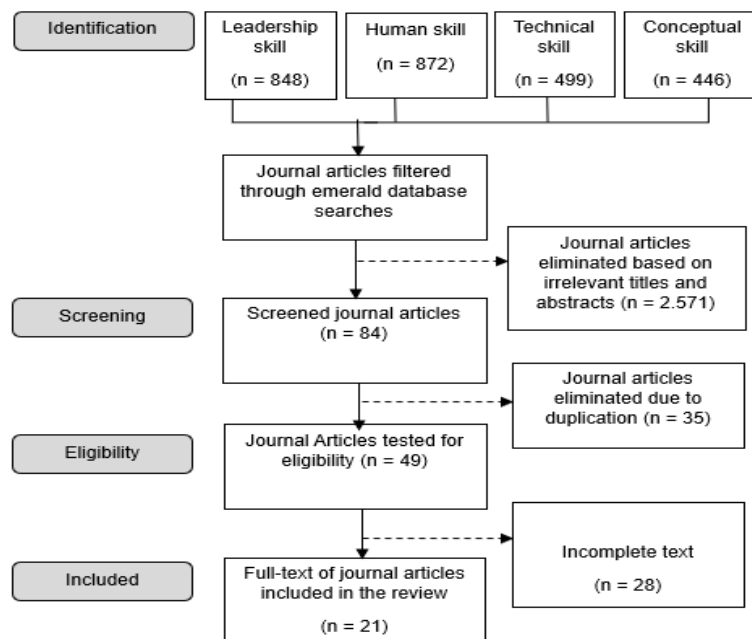 Identification
Leadership
skill
(n = 848)
Human skill
(n = 872)
Technical
skill
(n = 499)
Conceptual
skill
(n = 446)
Journal articles filtered
through emerald database
searches
Journal articles
eliminated based on
irrelevant titles and
abstracts (n = 2.571)
Screening
Screened journal articles
(n = 84)
Journal articles
eliminated due to
duplication (n = 35)
Eligibility
Journal Articles tested for
eligibility (n = 49)
Incomplete text
(n = 28)
Included
Full-text of journal articles
included in the review
(n = 21)